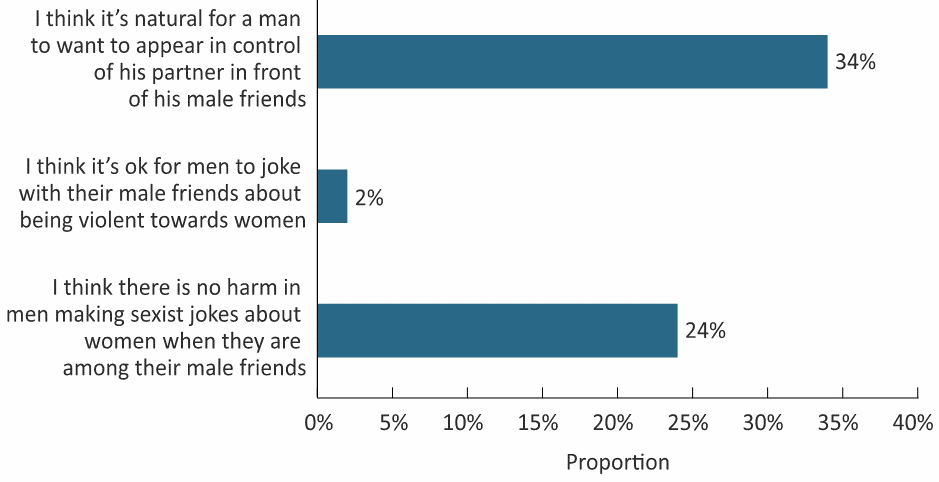 I think it’s natural for a man
to want to appear in control
of his partner in front
of his male friends
34%
I think it’s ok for men to joke
with their male friends about
being violent towards women
2%
I think there is no harm in
men making sexist jokes about
women when they are
among their male friends
24%
0% 5% 10% 15% 20% 25% 30% 35% 40%
Proportion